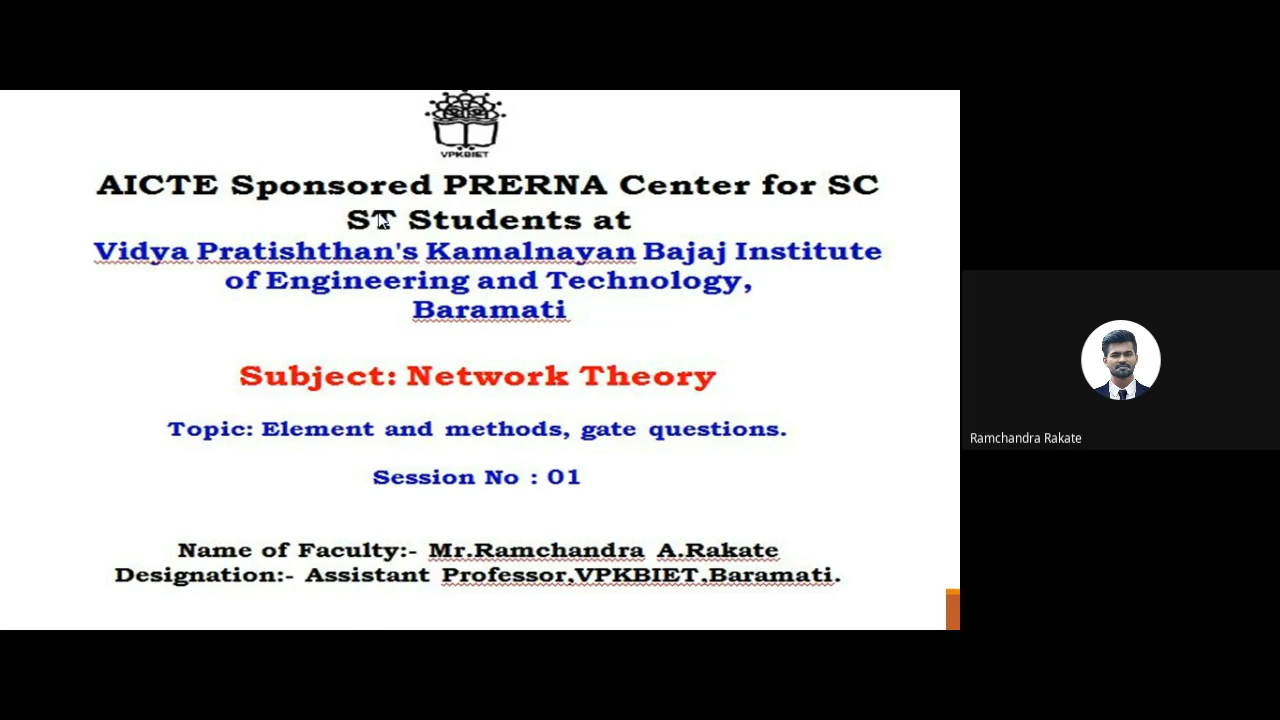 VPKBIET
AICTE Sponsored PRERNA Center for SC
ST Students at
Vidya Pratishthan's Kamalnayan Bajaj Institute
of Engineering and Technology,
Baramati
Subject: Network Theory
Topic: Element and methods, gate questions.
Session No : 01
Name of Faculty:- Mr.Ramchandra A.Rakate
Designation:- Assistant Professor,VPKBIET,Baramati.
Ramchandra Rakate